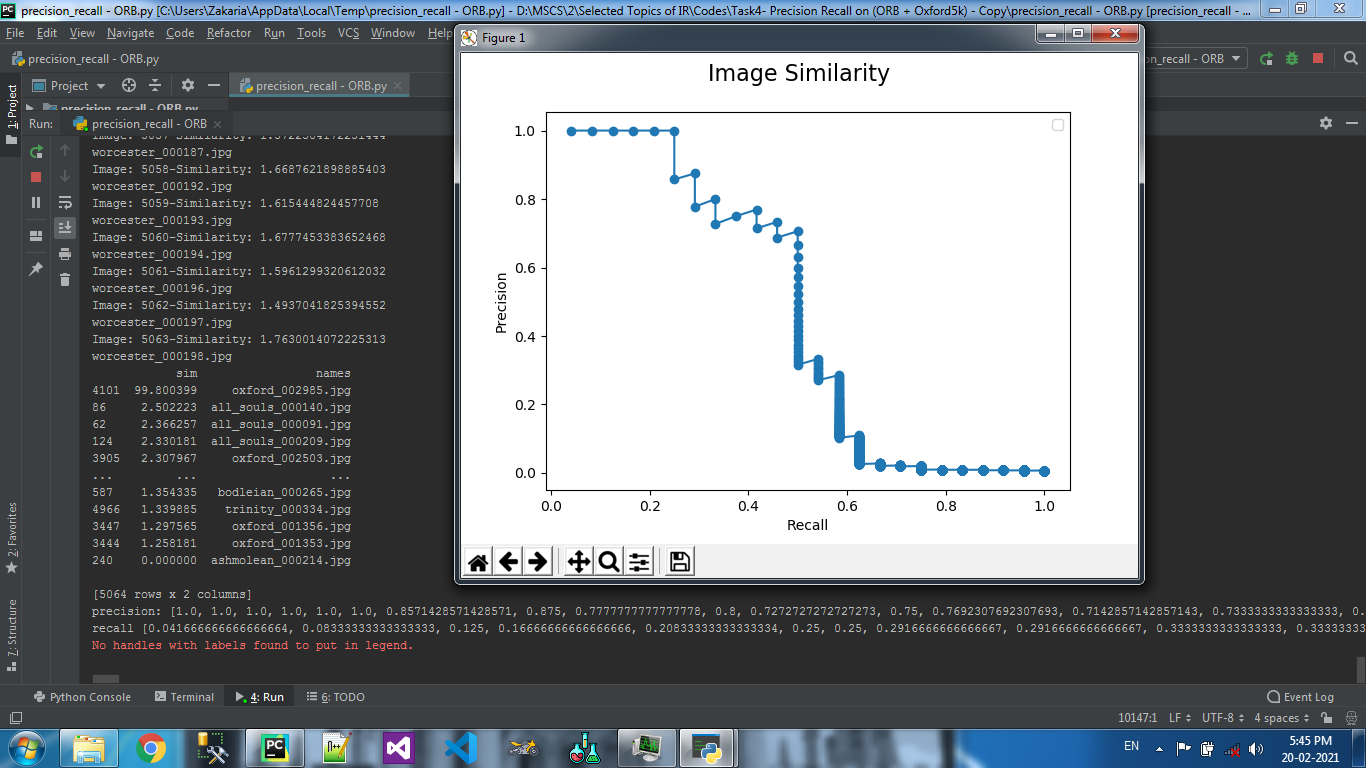 precision_recall - ORB.py [C:\Users\Zakaria\AppData\Local\Temp\precision_recall - ORB.py] - D:\MSCS\2\Selected Topics of IR\Codes\Task4- Precision Recall on (ORB + Oxford5k) - Copy\precision_recall - ORB.py [precision_recall - ...
File Edit View Navigate Code Refactor Run Tools VCS Window Help
precision_recall - ORB.py
Project
precision_recall - ORB.py
precision_recall - ORB.py
Run: precision_recall - ORB
1: Project
worcester_000187.jpg
Image: 5058-Similarity: 1.6687621898885403
worcester_000192.jpg
Image: 5059-Similarity: 1.615444824457708
worcester_000193.jpg
Image: 5060-Similarity: 1.6777453383652468
worcester_000194.jpg
Image: 5061-Similarity: 1.5961299320612032
worcester_000196.jpg
Image: 5062-Similarity: 1.4937041825394552
worcester_000197.jpg
Image: 5063-Similarity: 1.7630014072225313
worcester_000198.jpg
sim names
4101 99.800399 oxford_002985.jpg
86 2.502223 all_souls_000140.jpg
62 2.366257 all_souls_000091.jpg
124 2.330181 all_souls_000209.jpg
3905 2.307967 oxford_002503.jpg
... ... ...
587 1.354335 bodleian_000265.jpg
4966 1.339885 trinity_000334.jpg
3447 1.297565 oxford_001356.jpg
3444 1.258181 oxford_001353.jpg
240 0.000000 ashmolean_000214.jpg
[5064 rows x 2 columns]
precision: [1.0, 1.0, 1.0, 1.0, 1.0, 1.0, 0.8571428571428571, 0.875, 0.7777777777777778, 0.8, 0.7272727272727273, 0.75, 0.7692307692307693, 0.7142857142857143, 0.7333333333333333, 0.
recall [0.041666666666666664, 0.08333333333333333, 0.125, 0.16666666666666666, 0.20833333333333334, 0.25, 0.25, 0.2916666666666667, 0.2916666666666667, 0.3333333333333333, 0.33333333
No handles with labels found to put in legend.
2: Favorites
7: Structure
Figure 1
Image Similarity
1.0
0.8
0.6
0.4
0.2
0.0
Precision
0.0 0.2 0.4 0.6 0.8 1.0
Recall
_recall - ORB
Python Console Terminal 4: Run 6: TODO Event Log
10147:1 LF UTF-8 4 spaces
EN
5:45 PM
20-02-2021